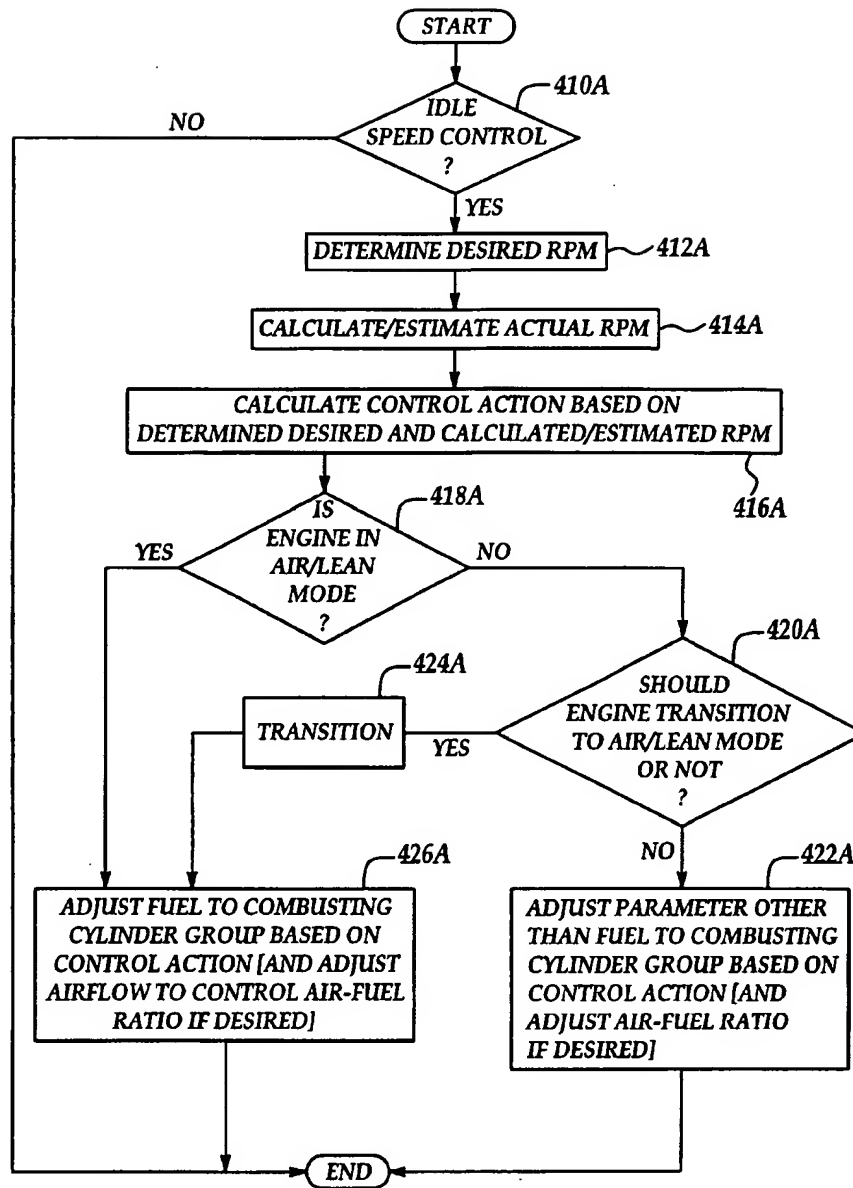 START
410A
IDLE
SPEED CONTROL
?
NO
YES
DETERMINE DESIRED RPM
412A
CALCULATE/ESTIMATE ACTUAL RPM
414A
CALCULATE CONTROL ACTION BASED ON
DETERMINED DESIRED AND CALCULATED/ESTIMATED RPM
416A
418A
IS
ENGINE IN
AIR/LEAN
MODE
?
YES
NO
420A
SHOULD
ENGINE TRANSITION
TO AIR/LEAN MODE
OR NOT
?
424A
TRANSITION
YES
NO
426A
ADJUST FUEL TO COMBUSTING
CYLINDER GROUP BASED ON
CONTROL ACTION [AND ADJUST
AIRFLOW TO CONTROL AIR-FUEL
RATIO IF DESIRED]
422A
ADJUST PARAMETER OTHER
THAN FUEL TO COMBUSTING
CYLINDER GROUP BASED ON
CONTROL ACTION [AND
ADJUST AIR-FUEL RATIO
IF DESIRED]
END